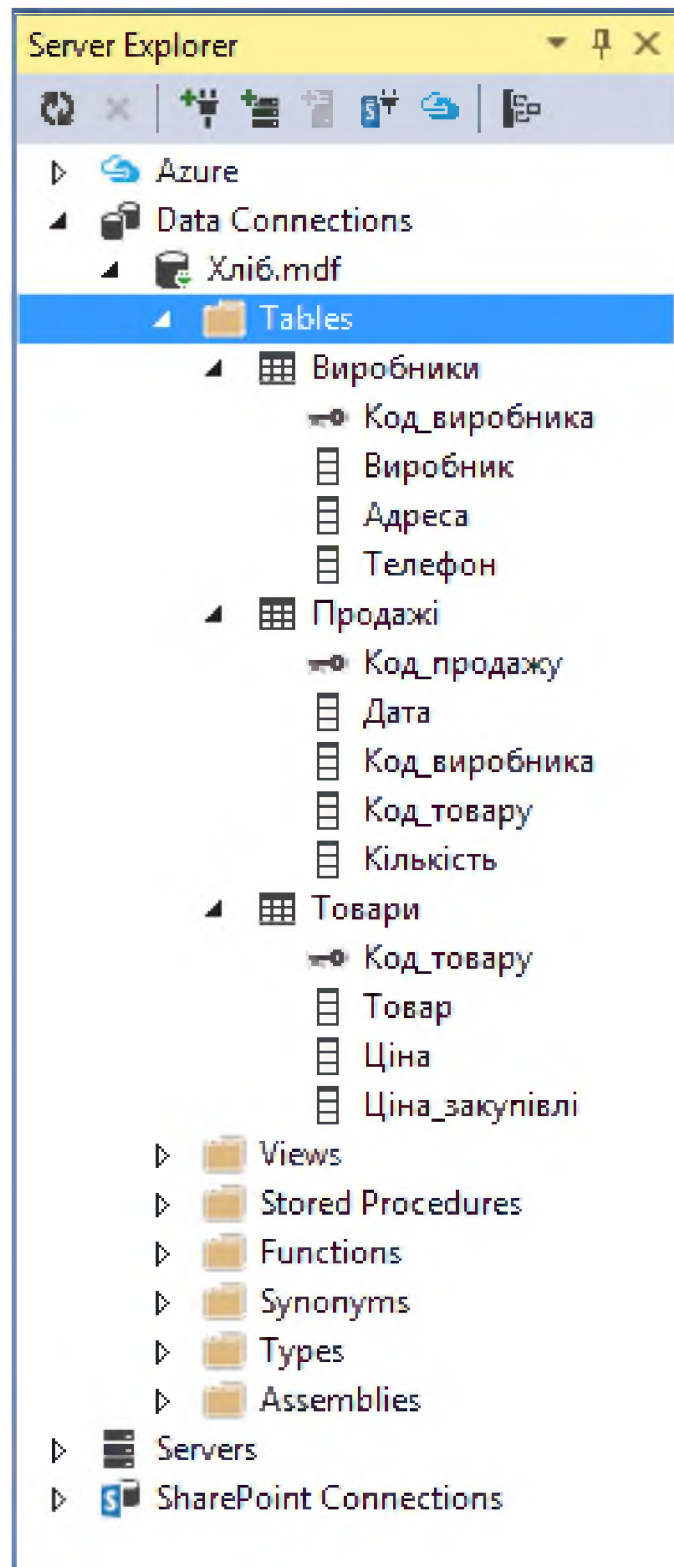 Server Explorer
Azure
Data Connections
Хліб.mdf
Tables
Виробники
Код_виробника
Виробник
Адреса
Телефон
Продажі
Код_продажу
Дата
Код_виробника
Код_товару
Кількість
Товари
Код_товару
Товар
Ціна
Ціна_закупівлі
Views
Stored Procedures
Functions
Synonyms
Types
Assemblies
Servers
SharePoint Connections